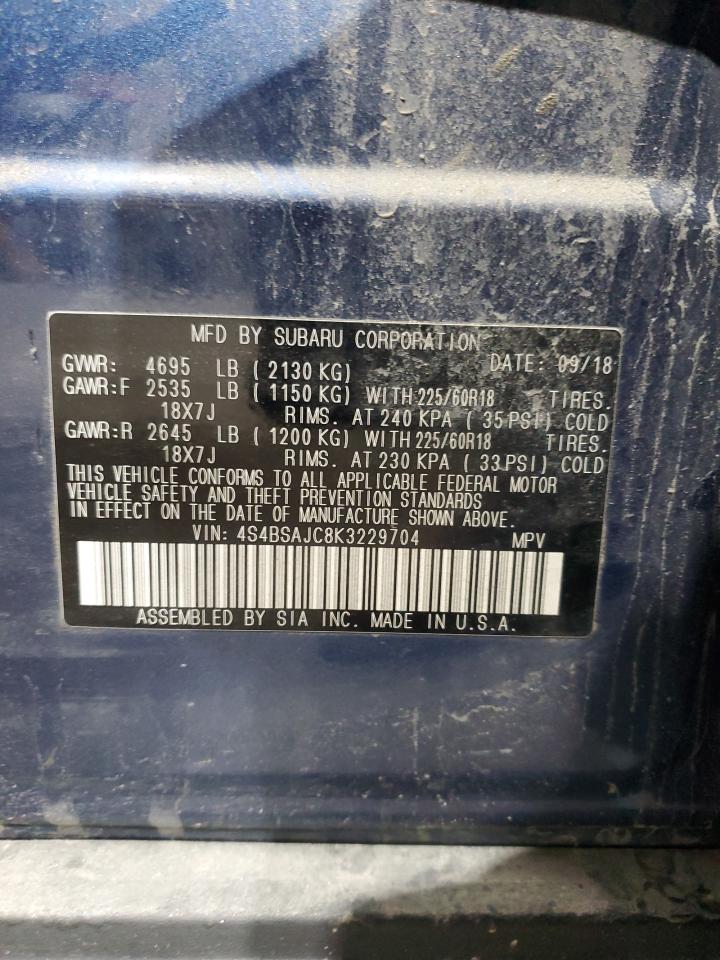 MFD BY SUBARU CORPORATION
GVWR: 4695 LB ( 2130 KG) DATE: 09/18
GAWR:F 2535 LB ( 1150 KG) WITH 225/60R18 TIRES.
18X7J RIMS. AT 240 KPA ( 35 PSI) COLD
GAWR:R 2645 LB ( 1200 KG) WITH 225/60R18 TIRES.
18X7J RIMS. AT 230 KPA ( 33 PSI) COLD
THIS VEHICLE CONFORMS TO ALL APPLICABLE FEDERAL MOTOR
VEHICLE SAFETY AND THEFT PREVENTION STANDARDS
IN EFFECT ON THE DATE OF MANUFACTURE SHOWN ABOVE.
VIN: 4S4BSAJC8K3229704 MPV
ASSEMBLED BY SIA INC. MADE IN U.S.A.